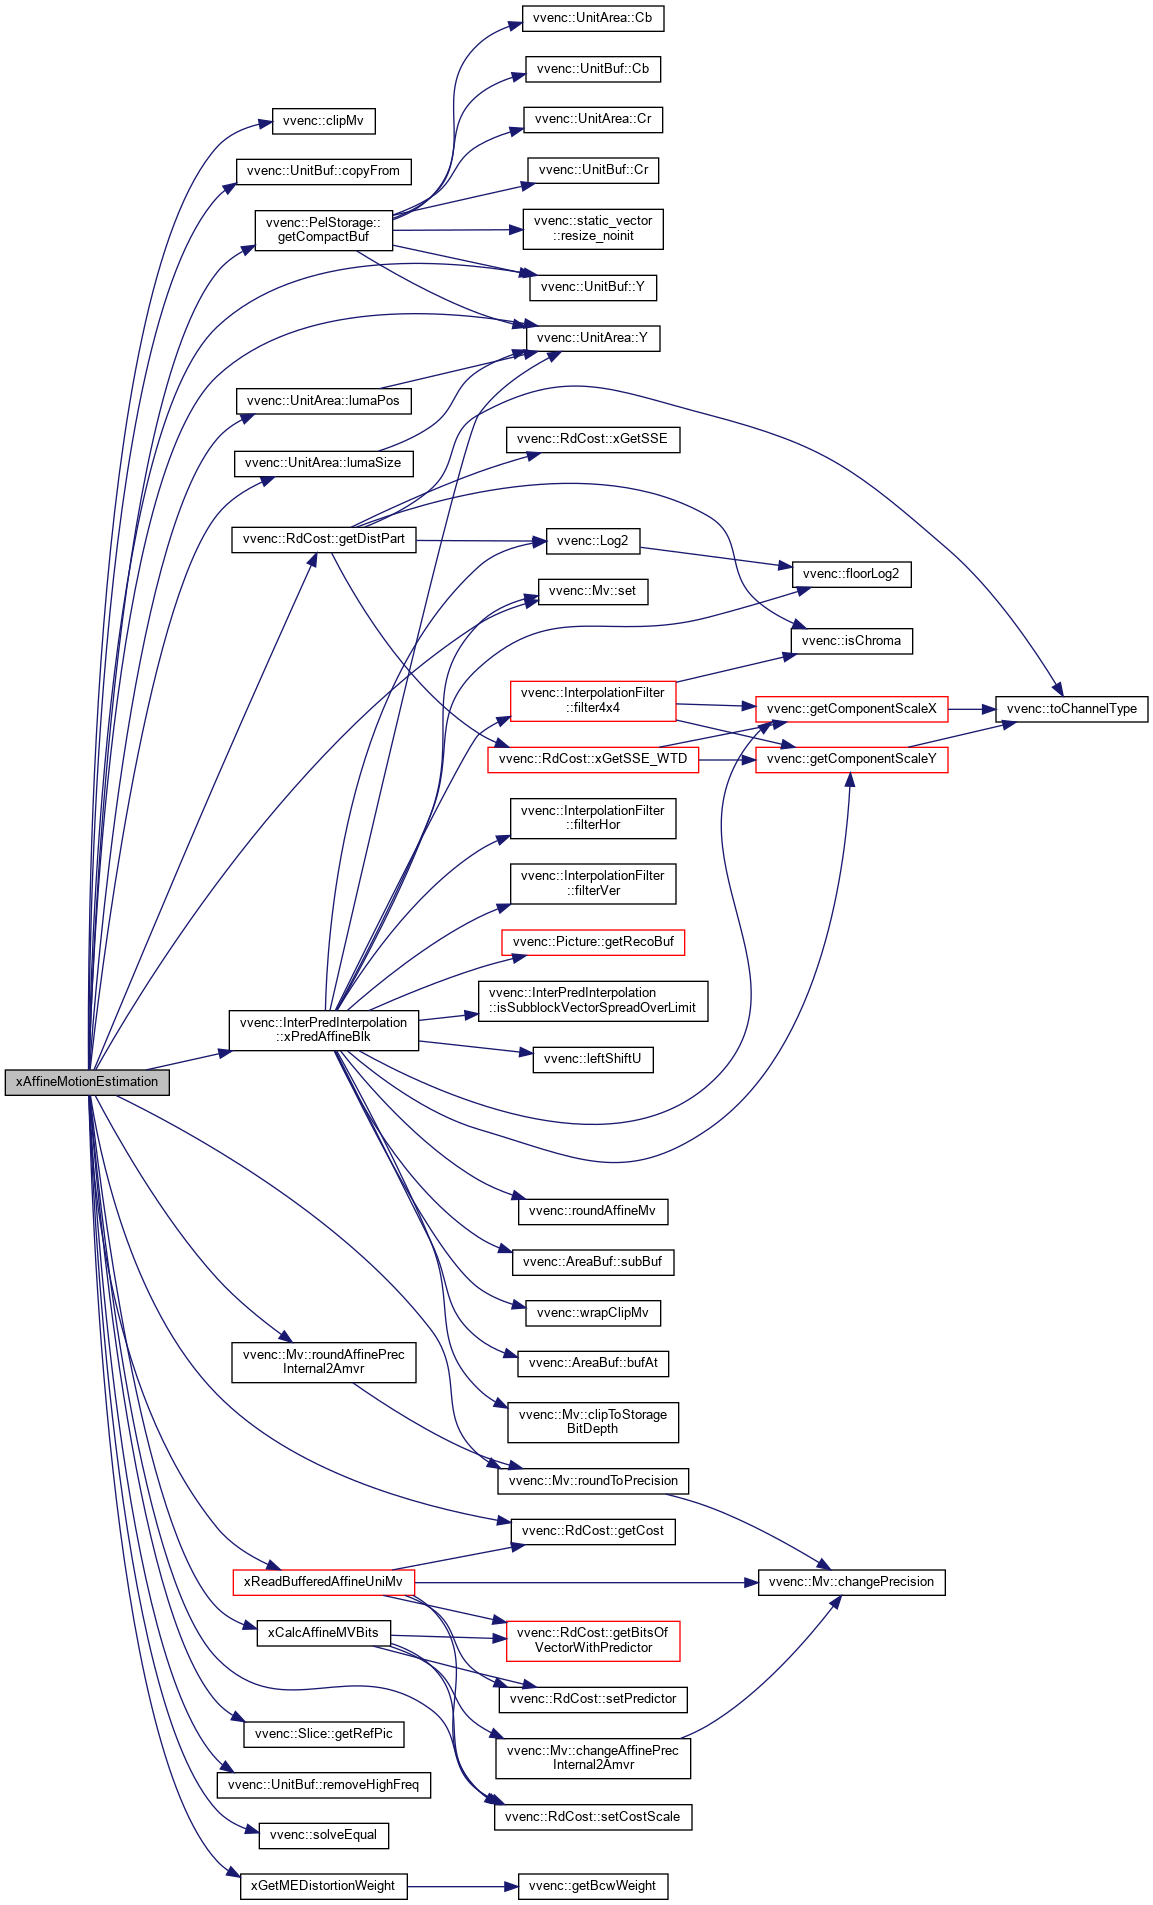 vvenc::UnitArea::Cb
vvenc::UnitBuf::Cb
vvenc::clipMv
vvenc::UnitArea::Cr
vvenc::UnitBuf::copyFrom
vvenc::UnitBuf::Cr
vvenc::PelStorage::
getCompactBuf
vvenc::static_vector
::resize_noinit
vvenc::UnitBuf::Y
vvenc::UnitArea::Y
vvenc::UnitArea::lumaPos
vvenc::RdCost::xGetSSE
vvenc::UnitArea::lumaSize
vvenc::RdCost::getDistPart
vvenc::Log2
vvenc::floorLog2
vvenc::Mv::set
vvenc::isChroma
vvenc::InterpolationFilter
::filter4x4
vvenc::getComponentScaleX
vvenc::toChannelType
vvenc::RdCost::xGetSSE_WTD
vvenc::getComponentScaleY
vvenc::InterpolationFilter
::filterHor
vvenc::InterpolationFilter
::filterVer
vvenc::Picture::getRecoBuf
vvenc::InterPredInterpolation
::isSubblockVectorSpreadOverLimit
vvenc::InterPredInterpolation
::xPredAffineBlk
vvenc::leftShiftU
xAffineMotionEstimation
vvenc::roundAffineMv
vvenc::AreaBuf::subBuf
vvenc::wrapClipMv
vvenc::Mv::roundAffinePrec
Internal2Amvr
vvenc::AreaBuf::bufAt
vvenc::Mv::clipToStorage
BitDepth
vvenc::Mv::roundToPrecision
vvenc::RdCost::getCost
xReadBufferedAffineUniMv
vvenc::Mv::changePrecision
xCalcAffineMVBits
vvenc::RdCost::getBitsOf
VectorWithPredictor
vvenc::RdCost::setPredictor
vvenc::Slice::getRefPic
vvenc::Mv::changeAffinePrec
Internal2Amvr
vvenc::UnitBuf::removeHighFreq
vvenc::RdCost::setCostScale
vvenc::solveEqual
xGetMEDistortionWeight
vvenc::getBcwWeight